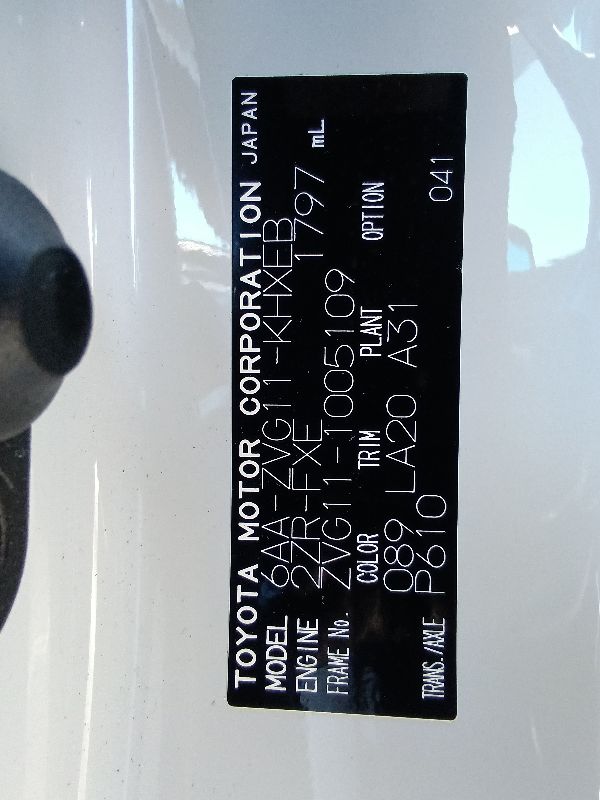 TOYOTA MOTOR CORPORATION JAPAN
MODEL 6AA-ZVG11-KHXEB
ENGINE 2ZR-FXE 1797 mL
FRAME No. ZVG11-1005109
COLOR TRIM PLANT OPTION
089 LA20 A31
TRANS./AXLE P610 041